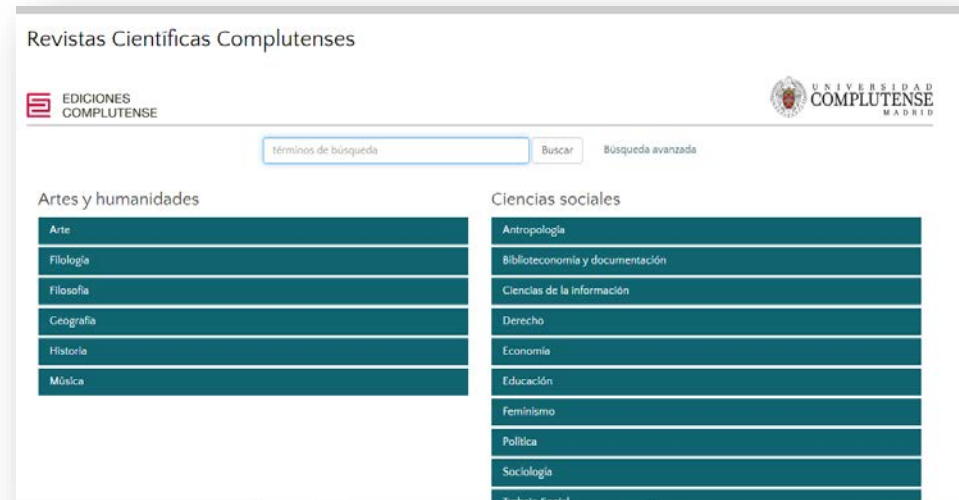 Revistas Científicas Complutenses
EDICIONES
COMPLUTENSE
UNIVERSIDAD
COMPLUTENSE
MADRID
términos de búsqueda
Buscar
Búsqueda avanzada
Artes y humanidades
Arte
Filología
Filosofía
Geografía
Historia
Música
Ciencias sociales
Antropología
Biblioteconomía y documentación
Ciencias de la información
Derecho
Economía
Educación
Feminismo
Política
Sociología